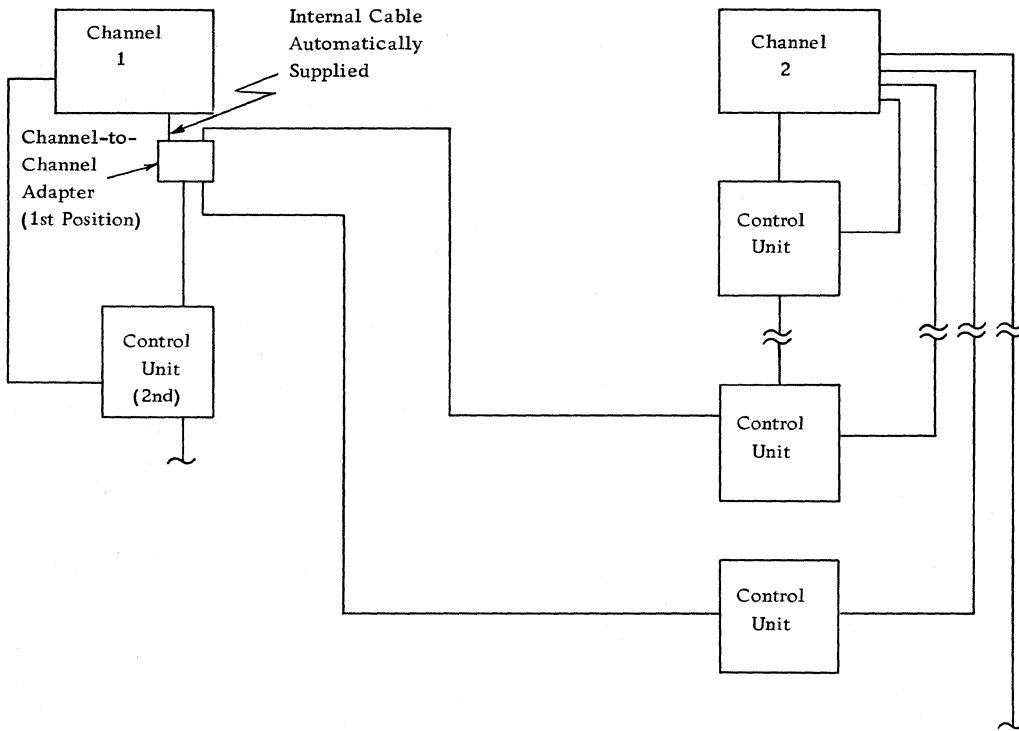 Channel
1
Internal Cable
Automatically
Supplied
Channel
2
Channel-to-
Channel
Adapter
(1st Position)
Control
Unit
Control
Unit
(2nd)
Control
Unit
Control
Unit